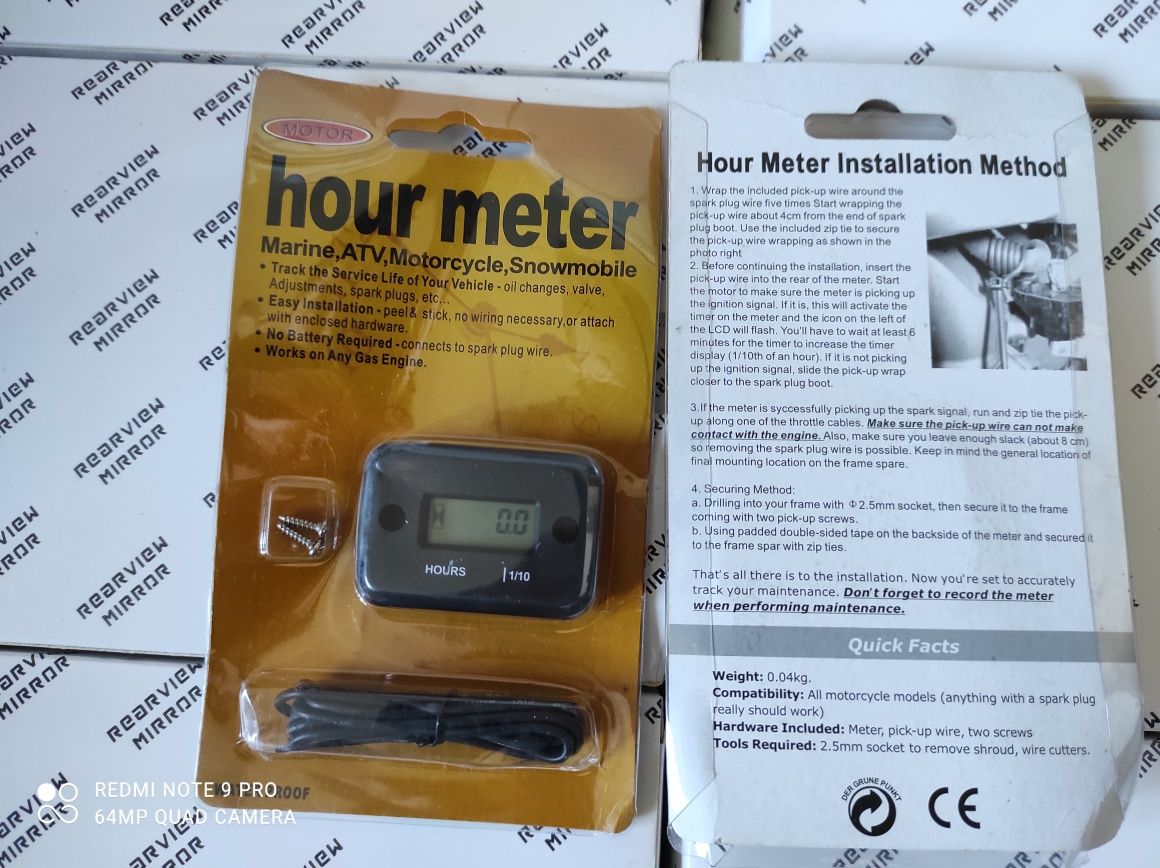 MOTOR
hour meter
Marine,ATV,Motorcycle,Snowmobile
• Track the Service Life of Your Vehicle - oil changes, valve,
Adjustments, spark plugs, etc...
• Easy Installation - peel & stick, no wiring necessary,or attach
with enclosed hardware.
• No Battery Required - connects to spark plug wire.
• Works on Any Gas Engine.
0.0
HOURS 1/10
REDMI NOTE 9 PRO
64MP QUAD CAMERA
Hour Meter Installation Method
1. Wrap the included pick-up wire around the
spark plug wire five times Start wrapping the
pick-up wire about 4cm from the end of spark
plug boot. Use the included zip tie to secure
the pick-up wire wrapping as shown in the
photo right
2. Before continuing the installation, insert the
pick-up wire into the rear of the meter. Start
the motor to make sure the meter is picking up
the ignition signal. If it is, this will activate the
timer on the meter and the icon on the left of
the LCD will flash. You'll have to wait at least 6
minutes for the timer to increase the timer
display (1/10th of an hour). If it is not picking
up the ignition signal, slide the pick-up wrap
closer to the spark plug boot.
3.If the meter is syccessfully picking up the spark signal, run and zip tie the pick-
up along one of the throttle cables. Make sure the pick-up wire can not make
contact with the engine. Also, make sure you leave enough slack (about 8 cm)
so removing the spark plug wire is possible. Keep in mind the general location of
final mounting location on the frame spare.
4. Securing Method:
a. Drilling into your frame with Φ2.5mm socket, then secure it to the frame
coming with two pick-up screws.
b. Using padded double-sided tape on the backside of the meter and secured it
to the frame spar with zip ties.
That's all there is to the installation. Now you're set to accurately
track your maintenance. Don't forget to record the meter
when performing maintenance.
Quick Facts
Weight: 0.04kg.
Compatibility: All motorcycle models (anything with a spark plug
really should work)
Hardware Included: Meter, pick-up wire, two screws
Tools Required: 2.5mm socket to remove shroud, wire cutters.
DER GRÜNE PUNKT
CE
REARVIEW
MIRROR
REARVIEW
MIRROR
REARVIEW
MIRROR
REARVIEW
MIRROR
REARVIEW
MIRROR
REARVIEW
MIRROR